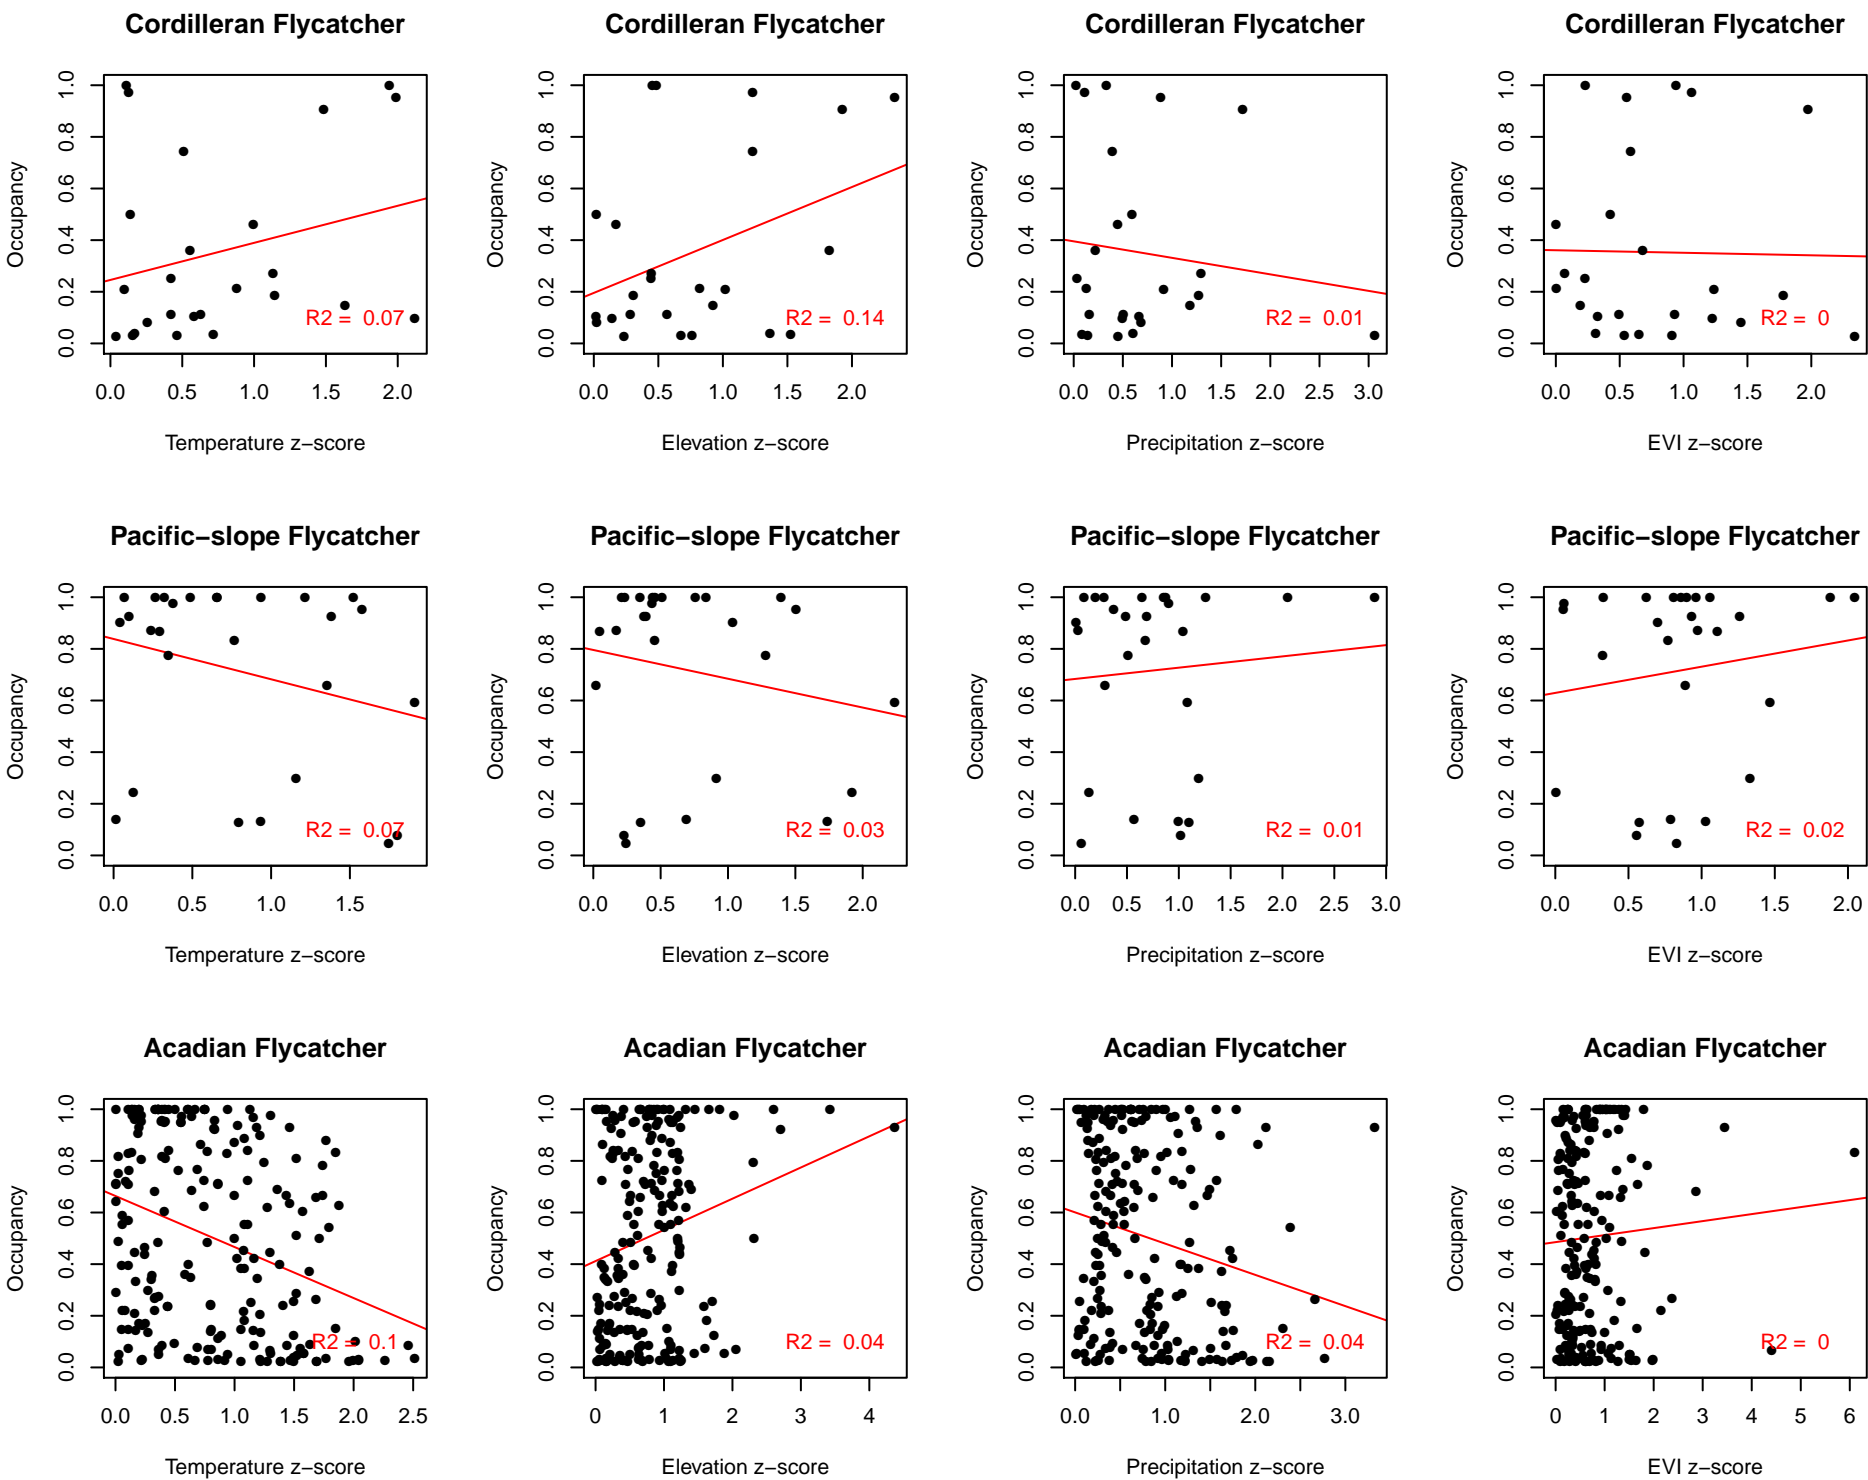 Cordilleran Flycatcher
Occupancy
0.0 0.2 0.4 0.6 0.8 1.0
R2 = 0.07
0.0 0.5 1.0 1.5 2.0
Temperature z−score
Cordilleran Flycatcher
Occupancy
0.0 0.2 0.4 0.6 0.8 1.0
R2 = 0.14
0.0 0.5 1.0 1.5 2.0
Elevation z−score
Cordilleran Flycatcher
Occupancy
0.0 0.2 0.4 0.6 0.8 1.0
R2 = 0.01
0.0 0.5 1.0 1.5 2.0 2.5 3.0
Precipitation z−score
Cordilleran Flycatcher
Occupancy
0.0 0.2 0.4 0.6 0.8 1.0
R2 = 0
0.0 0.5 1.0 1.5 2.0
EVI z−score
Pacific−slope Flycatcher
Occupancy
0.0 0.2 0.4 0.6 0.8 1.0
R2 = 0.07
0.0 0.5 1.0 1.5
Temperature z−score
Pacific−slope Flycatcher
Occupancy
0.0 0.2 0.4 0.6 0.8 1.0
R2 = 0.03
0.0 0.5 1.0 1.5 2.0
Elevation z−score
Pacific−slope Flycatcher
Occupancy
0.0 0.2 0.4 0.6 0.8 1.0
R2 = 0.01
0.0 0.5 1.0 1.5 2.0 2.5 3.0
Precipitation z−score
Pacific−slope Flycatcher
Occupancy
0.0 0.2 0.4 0.6 0.8 1.0
R2 = 0.02
0.0 0.5 1.0 1.5 2.0
EVI z−score
Acadian Flycatcher
Occupancy
0.0 0.2 0.4 0.6 0.8 1.0
R2 = 0.1
0.0 0.5 1.0 1.5 2.0 2.5
Temperature z−score
Acadian Flycatcher
Occupancy
0.0 0.2 0.4 0.6 0.8 1.0
R2 = 0.04
0 1 2 3 4
Elevation z−score
Acadian Flycatcher
Occupancy
0.0 0.2 0.4 0.6 0.8 1.0
R2 = 0.04
0.0 1.0 2.0 3.0
Precipitation z−score
Acadian Flycatcher
Occupancy
0.0 0.2 0.4 0.6 0.8 1.0
R2 = 0
0 1 2 3 4 5 6
EVI z−score